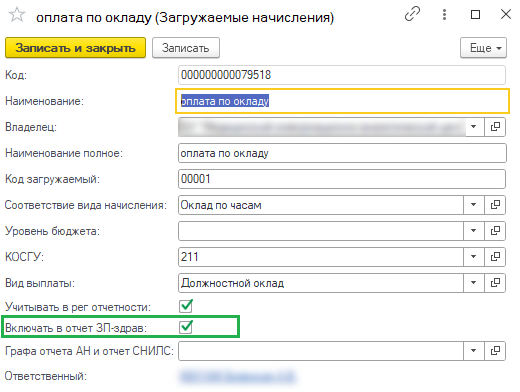 оплата по окладу (Загружаемые начисления)
Записать и закрыть Записать Еще
Код: 000000000079518
Наименование: оплата по окладу
Владелец:
Наименование полное: оплата по окладу
Код загружаемый: 00001
Соответствие вида начисления: Оклад по часам
Уровень бюджета:
КОСГУ: 211
Вид выплаты: Должностной оклад
Учитывать в рег отчетности:
Включать в отчет ЗП-здрав:
Графа отчета АН и отчет СНИЛС:
Ответственный: